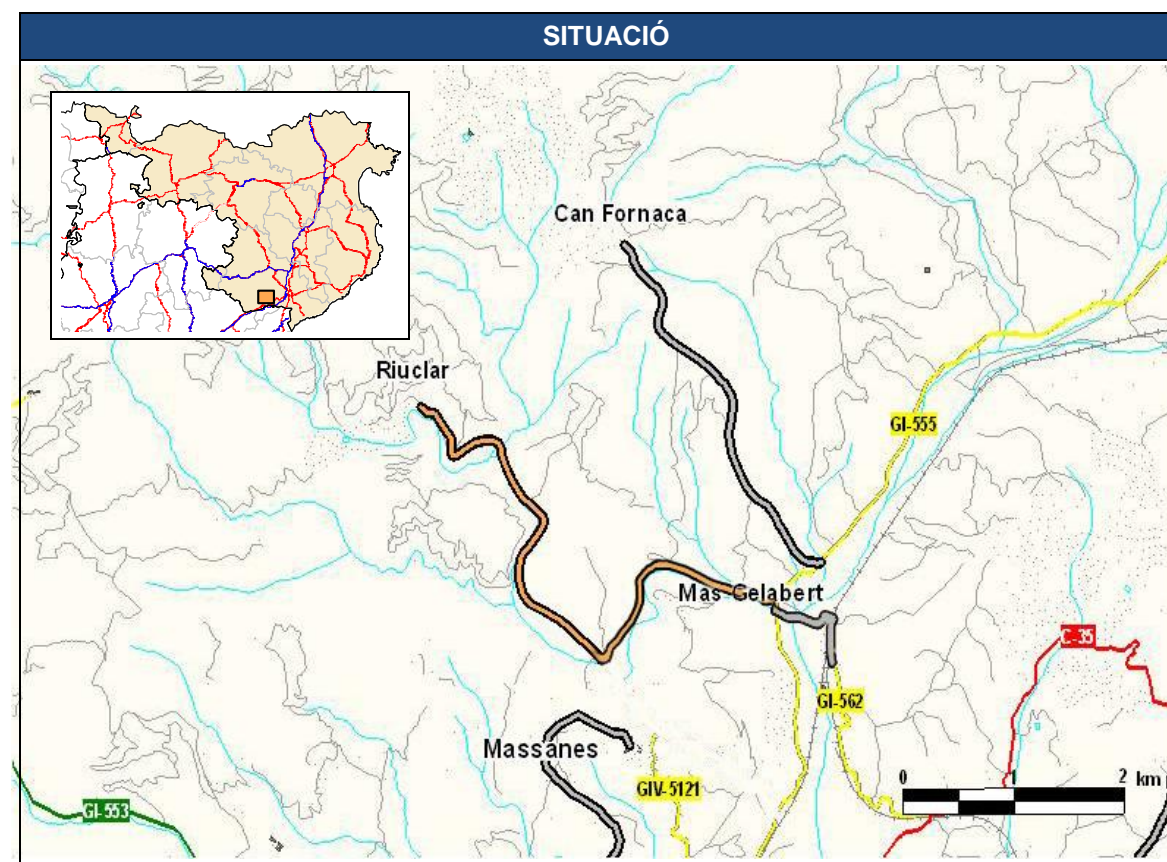 SITUACIÓ
Can Fornaca
Riuclar
GI-555
Mas Gelabert
C-35
GI-562
Massanes
GIV-5121
0 1 2 km
GI-553